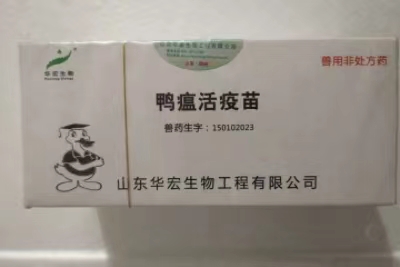 华宏生物
兽用非处方药
鸭瘟活疫苗
兽药生字：150102023
山东华宏生物工程有限公司